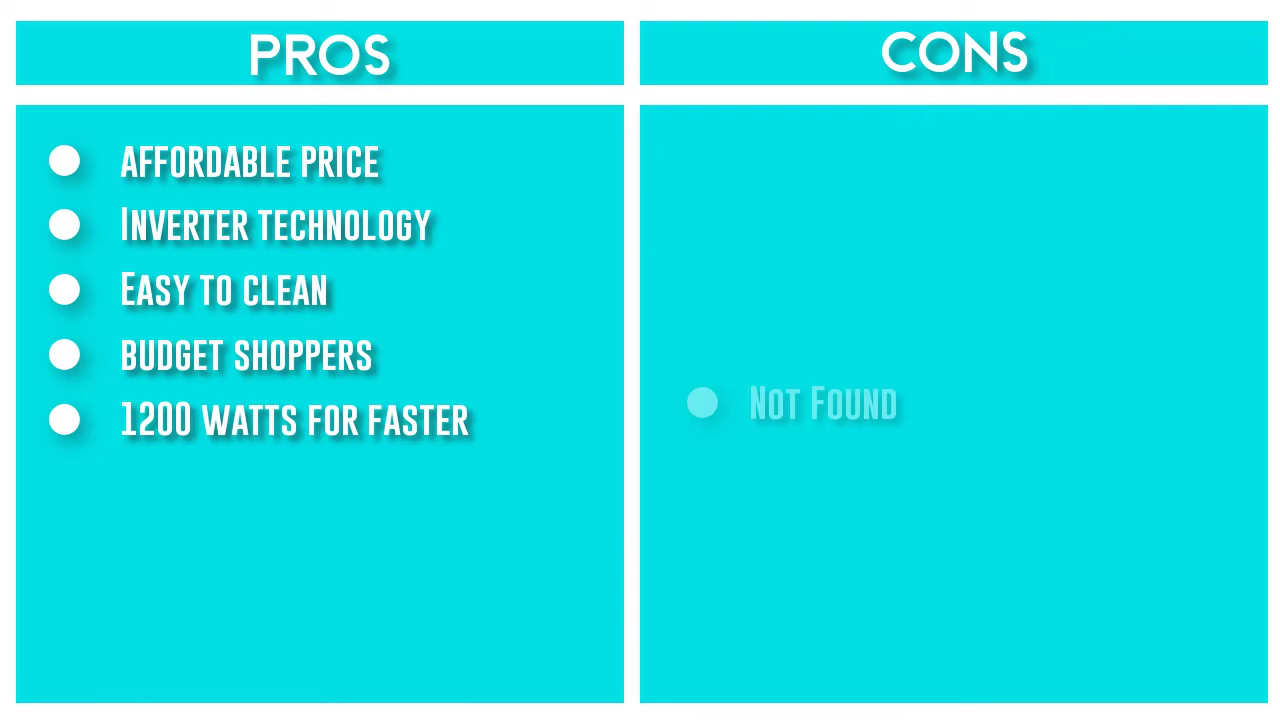 PROS
AFFORDABLE PRICE
INVERTER TECHNOLOGY
EASY TO CLEAN
BUDGET SHOPPERS
1200 WATTS FOR FASTER
CONS
NOT FOUND